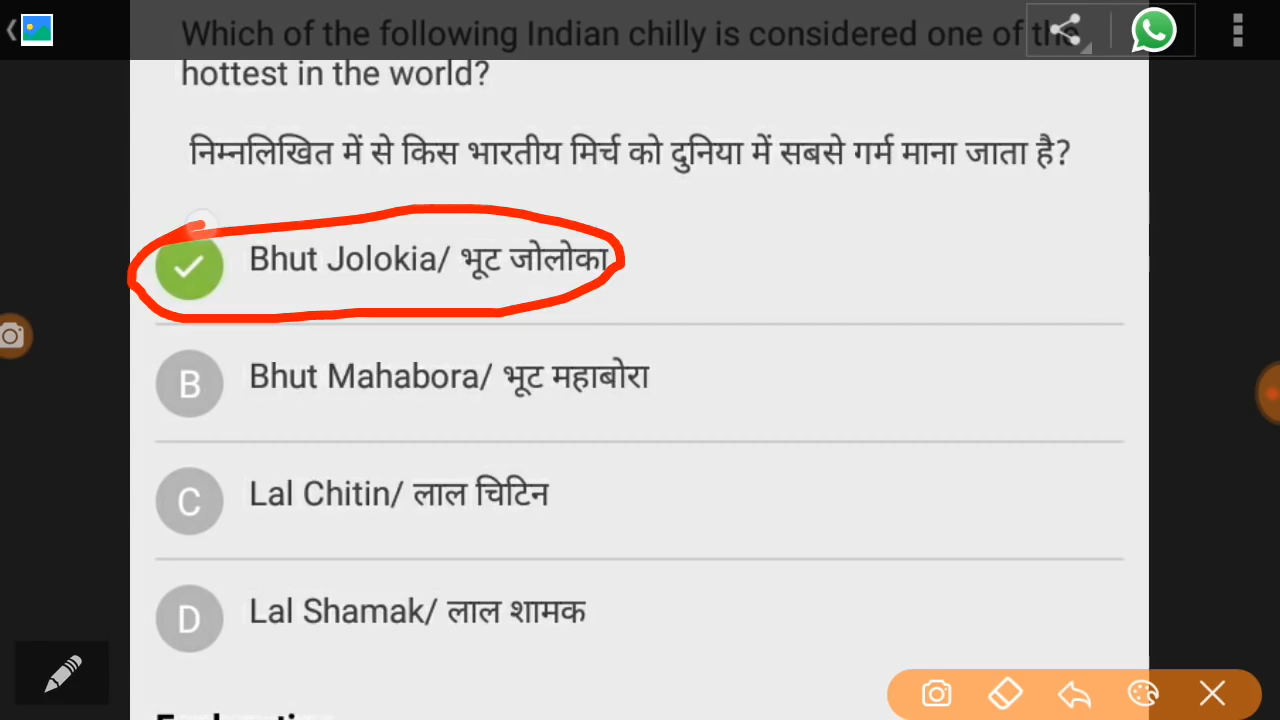 Which of the following Indian chilly is considered one of the
hottest in the world?
निम्नलिखित में से किस भारतीय मिर्च को दुनिया में सबसे गर्म माना जाता है?
Bhut Jolokia/ भूट जोलोका
B Bhut Mahabora/ भूट महाबोरा
C Lal Chitin/ लाल चिटिन
D Lal Shamak/ लाल शामक